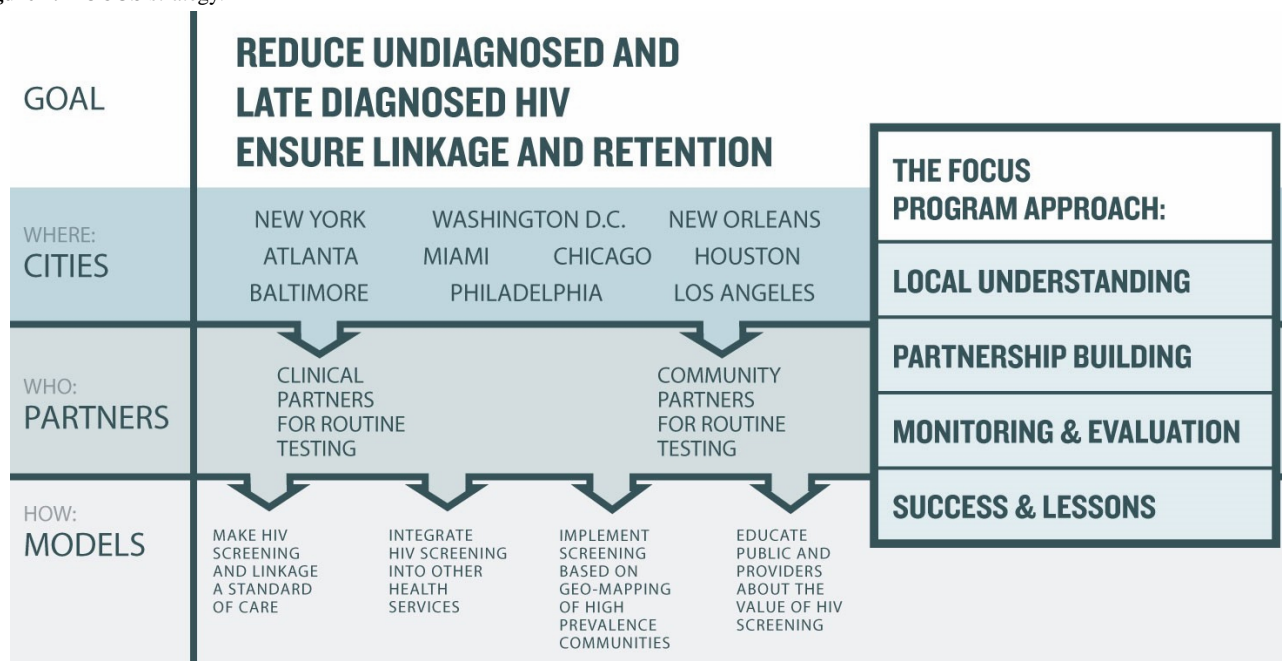 GOAL
REDUCE UNDIAGNOSED AND
LATE DIAGNOSED HIV
ENSURE LINKAGE AND RETENTION
WHERE:
CITIES
NEW YORK WASHINGTON D.C. NEW ORLEANS
ATLANTA MIAMI CHICAGO HOUSTON
BALTIMORE PHILADELPHIA LOS ANGELES
WHO:
PARTNERS
CLINICAL
PARTNERS
FOR ROUTINE
TESTING
COMMUNITY
PARTNERS
FOR ROUTINE
TESTING
HOW:
MODELS
MAKE HIV
SCREENING
AND LINKAGE
A STANDARD
OF CARE
INTEGRATE
HIV SCREENING
INTO OTHER
HEALTH
SERVICES
IMPLEMENT
SCREENING
BASED ON
GEO-MAPPING
OF HIGH
PREVALENCE
COMMUNITIES
EDUCATE
PUBLIC AND
PROVIDERS
ABOUT THE
VALUE OF HIV
SCREENING
THE FOCUS
PROGRAM APPROACH:
LOCAL UNDERSTANDING
PARTNERSHIP BUILDING
MONITORING & EVALUATION
SUCCESS & LESSONS